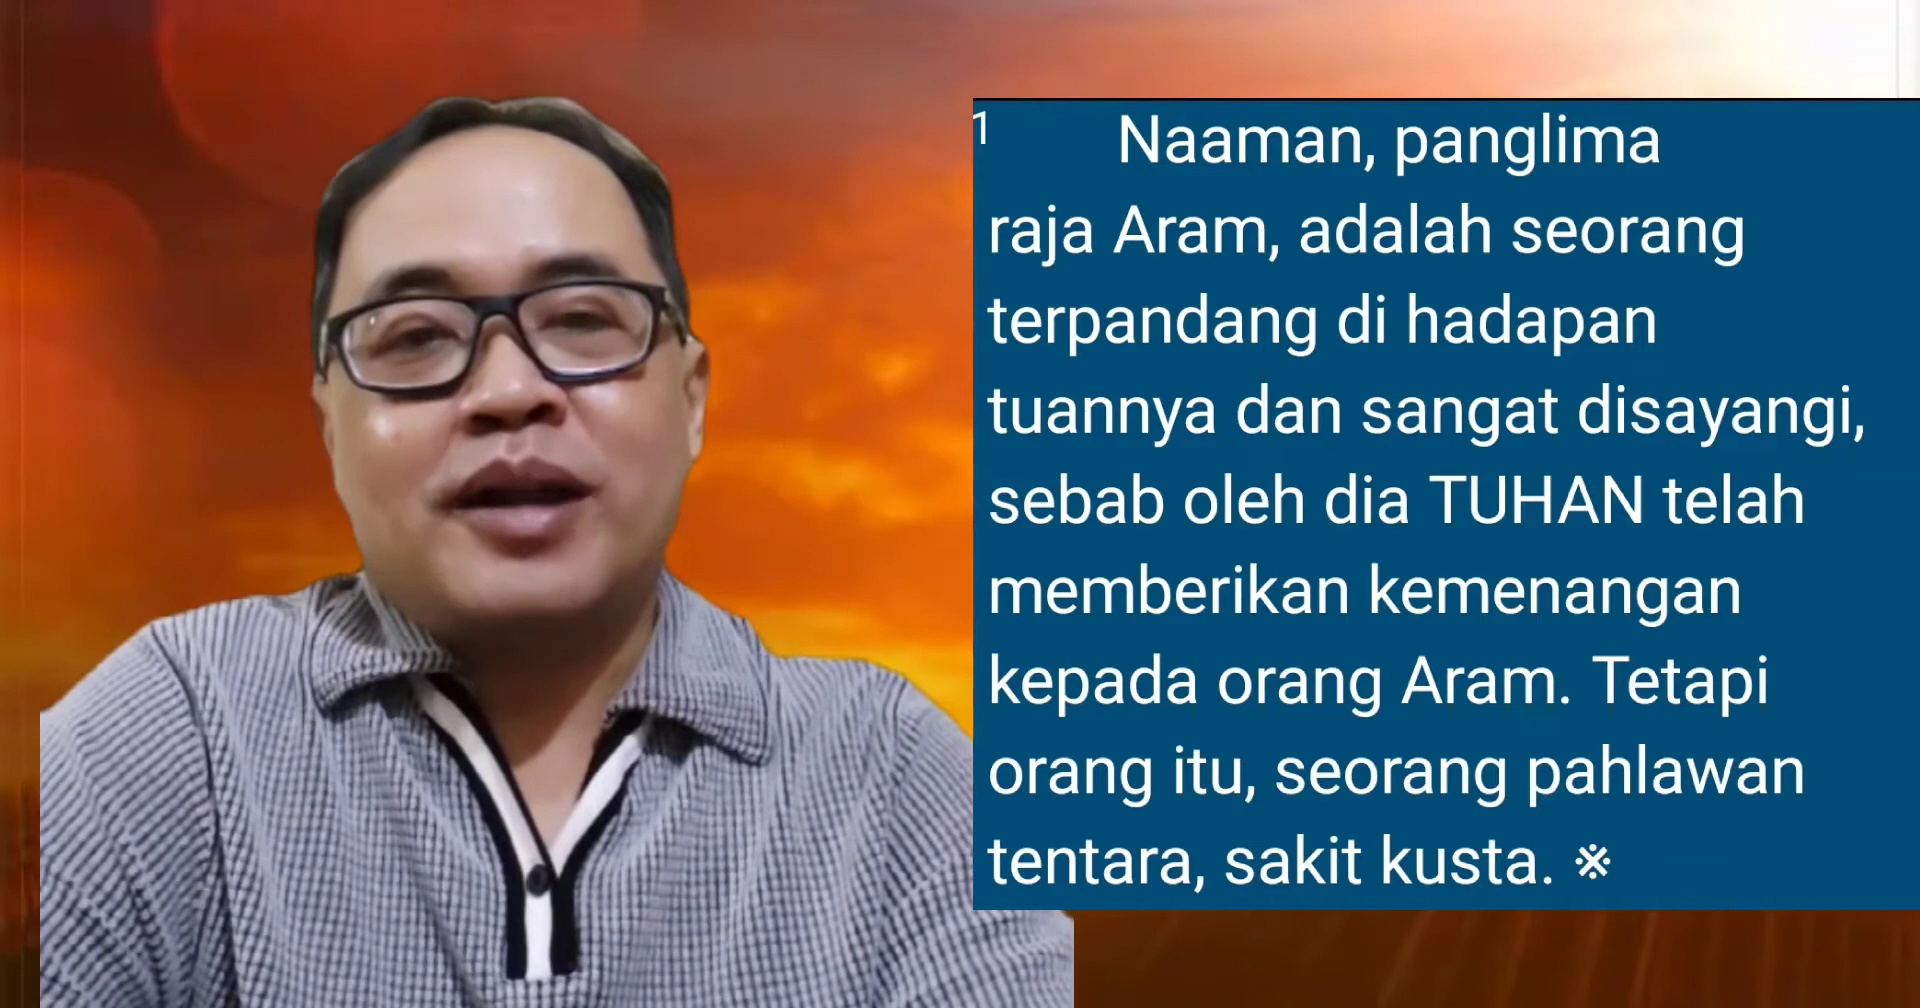 1 Naaman, panglima
raja Aram, adalah seorang
terpandang di hadapan
tuannya dan sangat disayangi,
sebab oleh dia TUHAN telah
memberikan kemenangan
kepada orang Aram. Tetapi
orang itu, seorang pahlawan
tentara, sakit kusta. ※